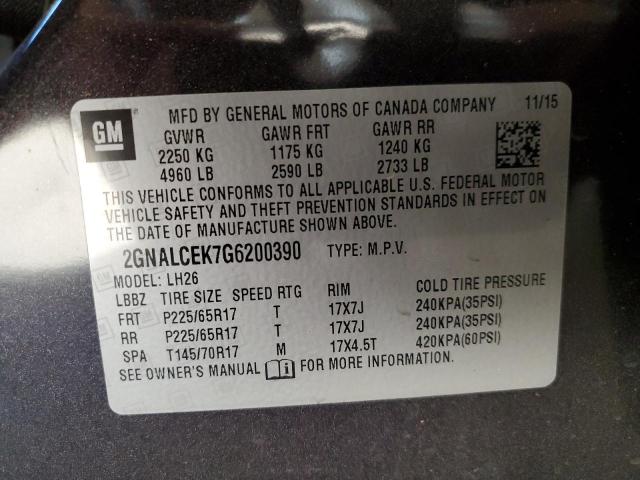 MFD BY GENERAL MOTORS OF CANADA COMPANY 11/15
GM
GVWR GAWR FRT GAWR RR
2250 KG 1175 KG 1240 KG
4960 LB 2590 LB 2733 LB
THIS VEHICLE CONFORMS TO ALL APPLICABLE U.S. FEDERAL MOTOR
VEHICLE SAFETY AND THEFT PREVENTION STANDARDS IN EFFECT ON
THE DATE OF MANUFACTURE SHOWN ABOVE.
2GNALCEK7G6200390 TYPE: M.P.V.
MODEL: LH26
LBBZ TIRE SIZE SPEED RTG RIM COLD TIRE PRESSURE
FRT P225/65R17 T 17X7J 240KPA(35PSI)
RR P225/65R17 T 17X7J 240KPA(35PSI)
SPA T145/70R17 M 17X4.5T 420KPA(60PSI)
SEE OWNER'S MANUAL FOR MORE INFORMATION.